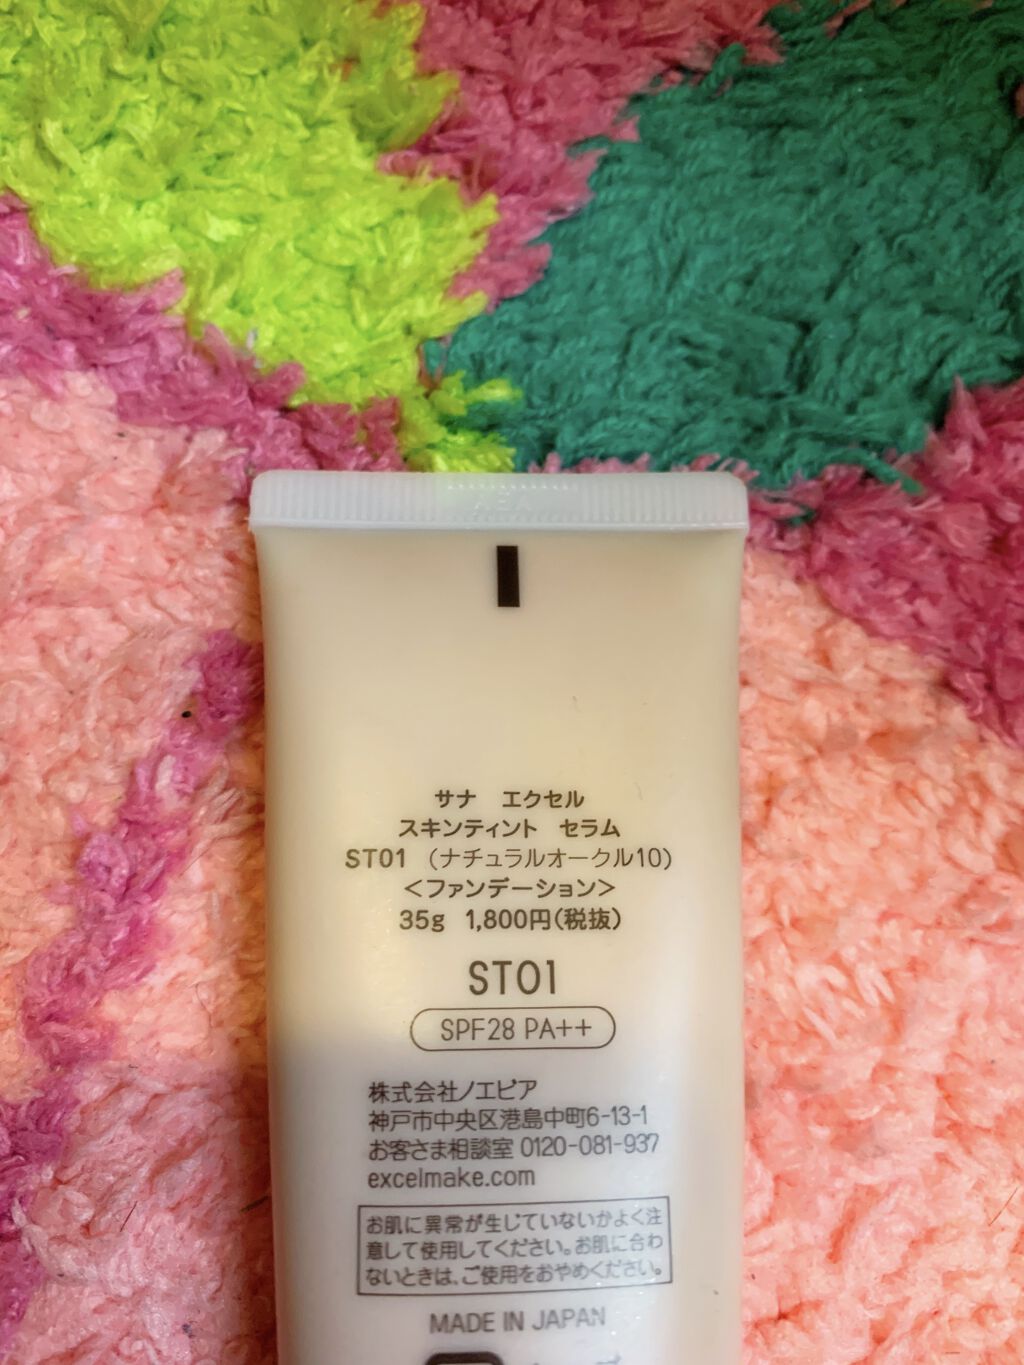 サナ エクセル
スキンティント セラム
ST01 (ナチュラルオークル10)
<ファンデーション>
35g 1,800円(税抜)
ST01
SPF28 PA++
株式会社ノエビア
神戸市中央区港島中町6-13-1
お客さま相談室 0120-081-937
excelmake.com
お肌に異常が生じていないかよく注
意して使用してください。お肌に合わ
ないときは、ご使用をおやめください。
MADE IN JAPAN